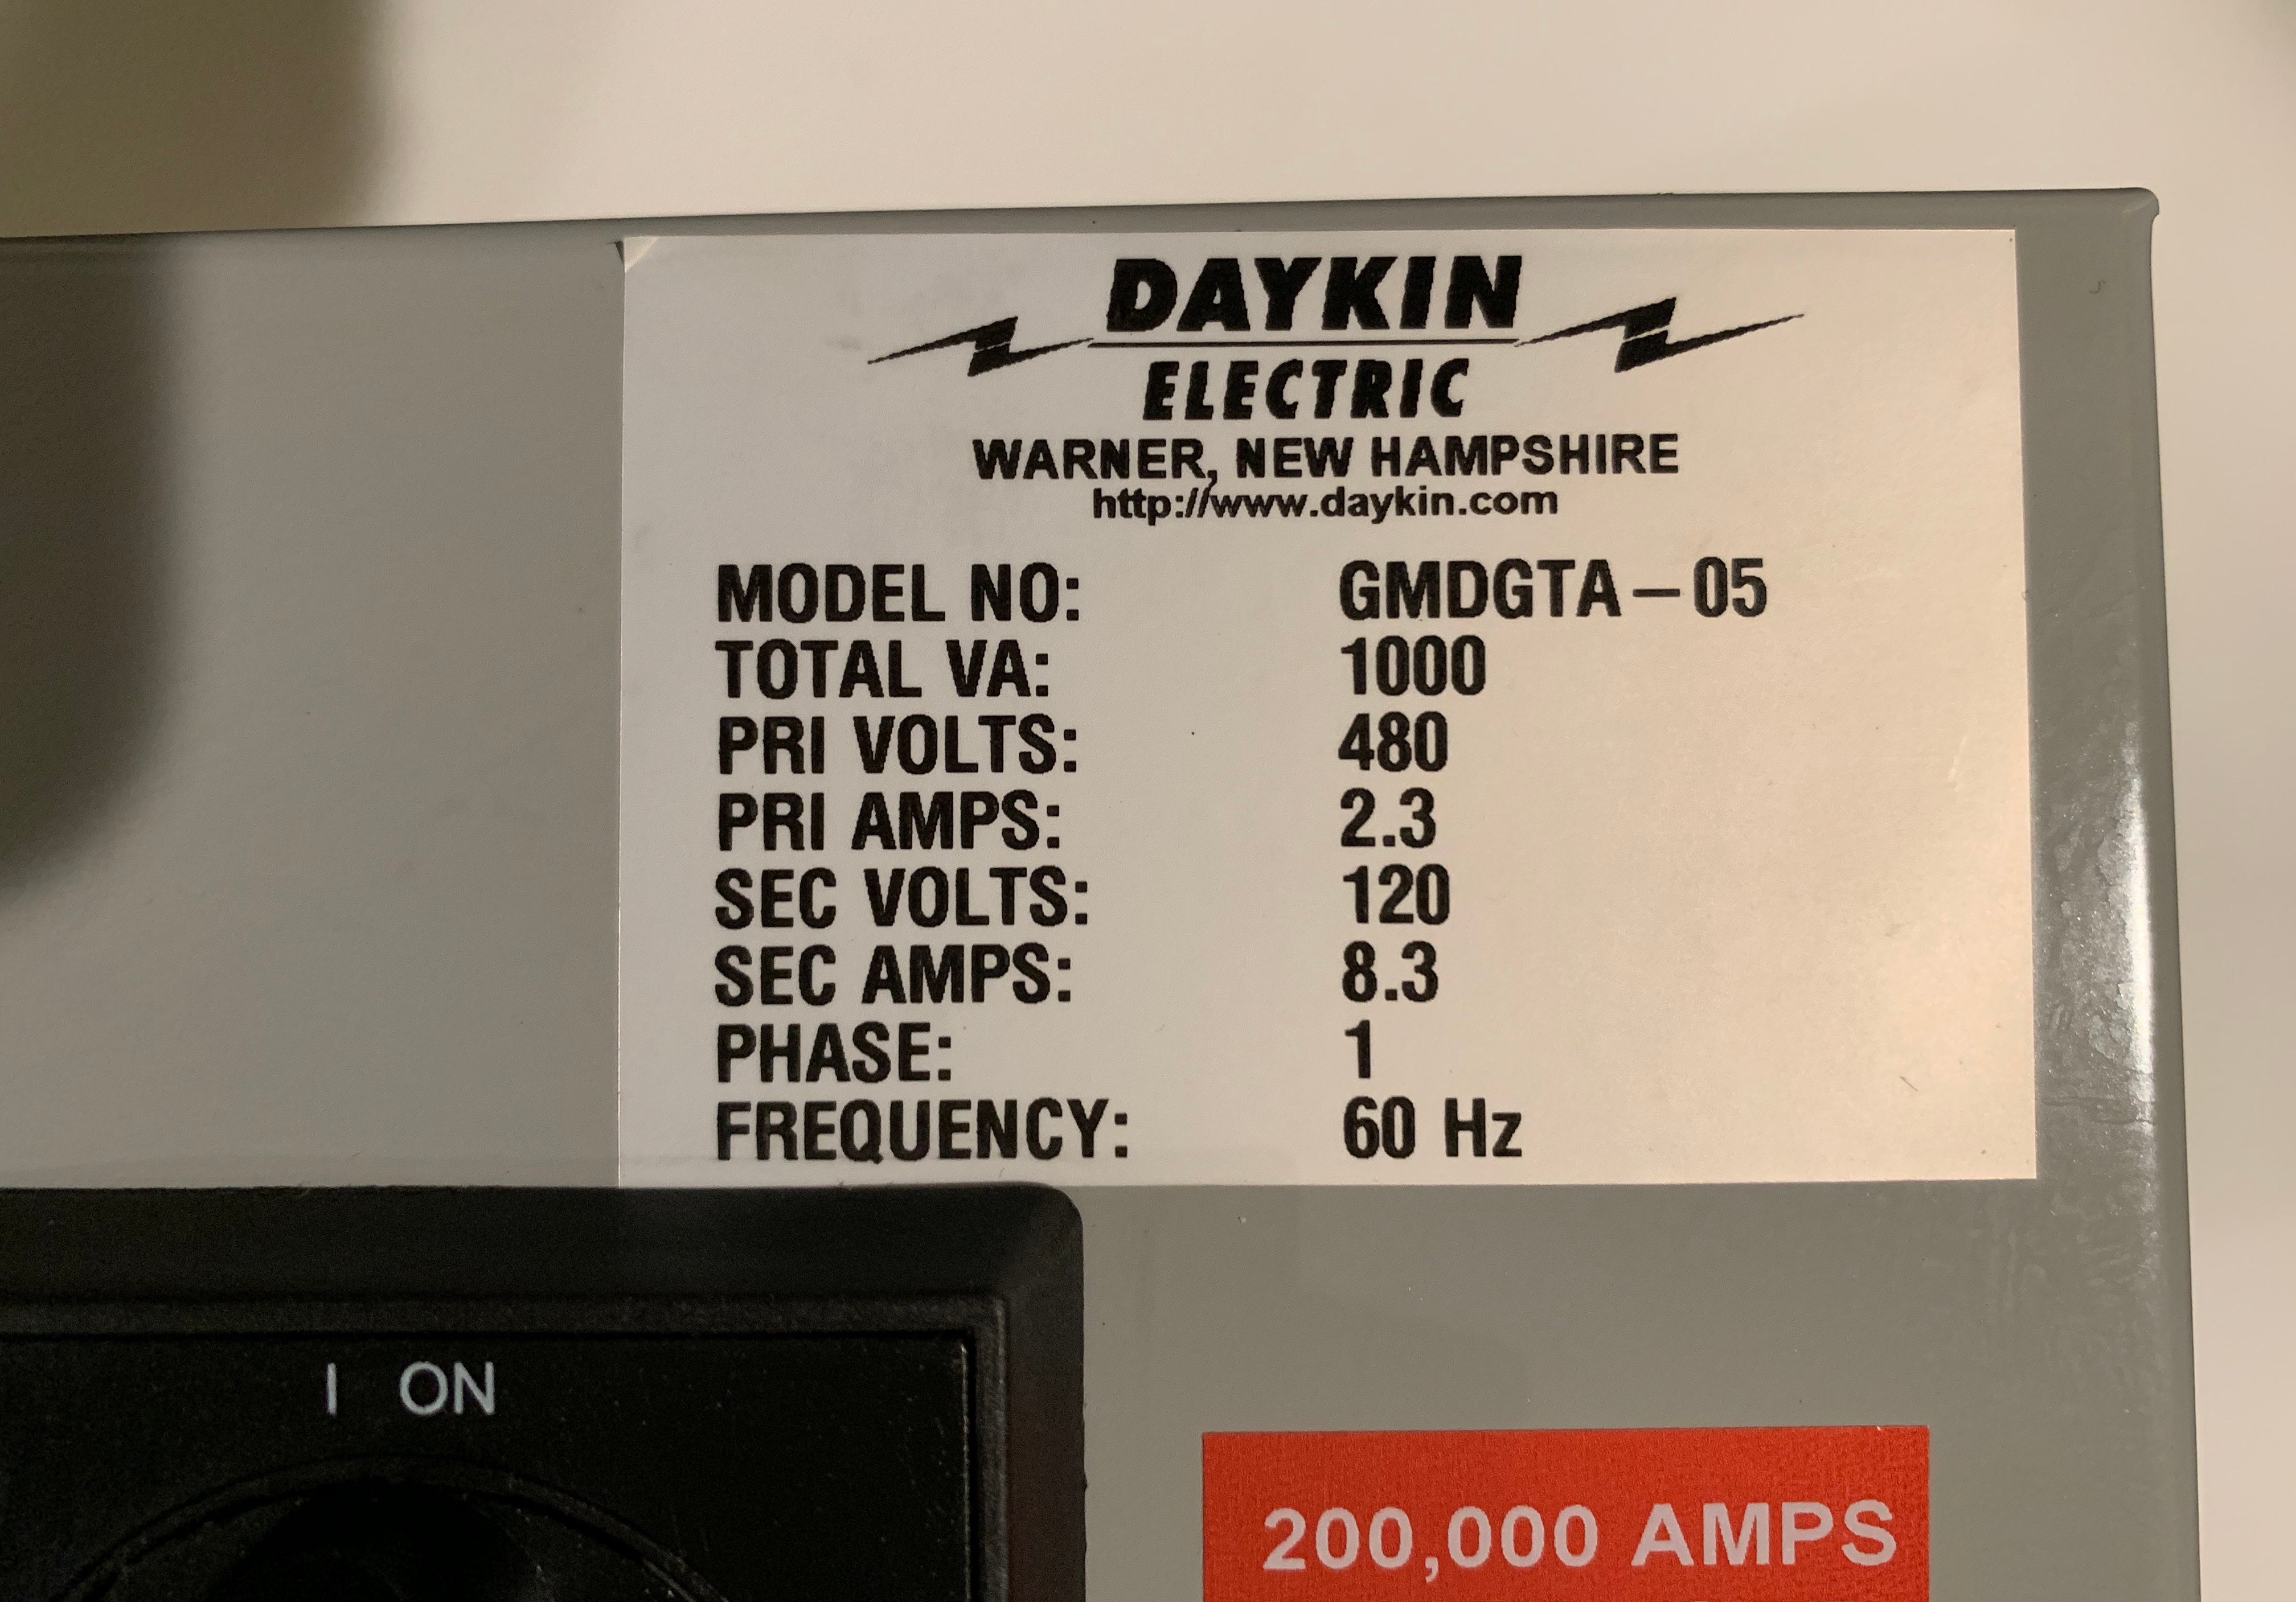 DAYKIN
ELECTRIC
WARNER, NEW HAMPSHIRE
http://www.daykin.com
MODEL NO: GMDGTA-05
TOTAL VA: 1000
PRI VOLTS: 480
PRI AMPS: 2.3
SEC VOLTS: 120
SEC AMPS: 8.3
PHASE: 1
FREQUENCY: 60 Hz
I ON
200,000 AMPS